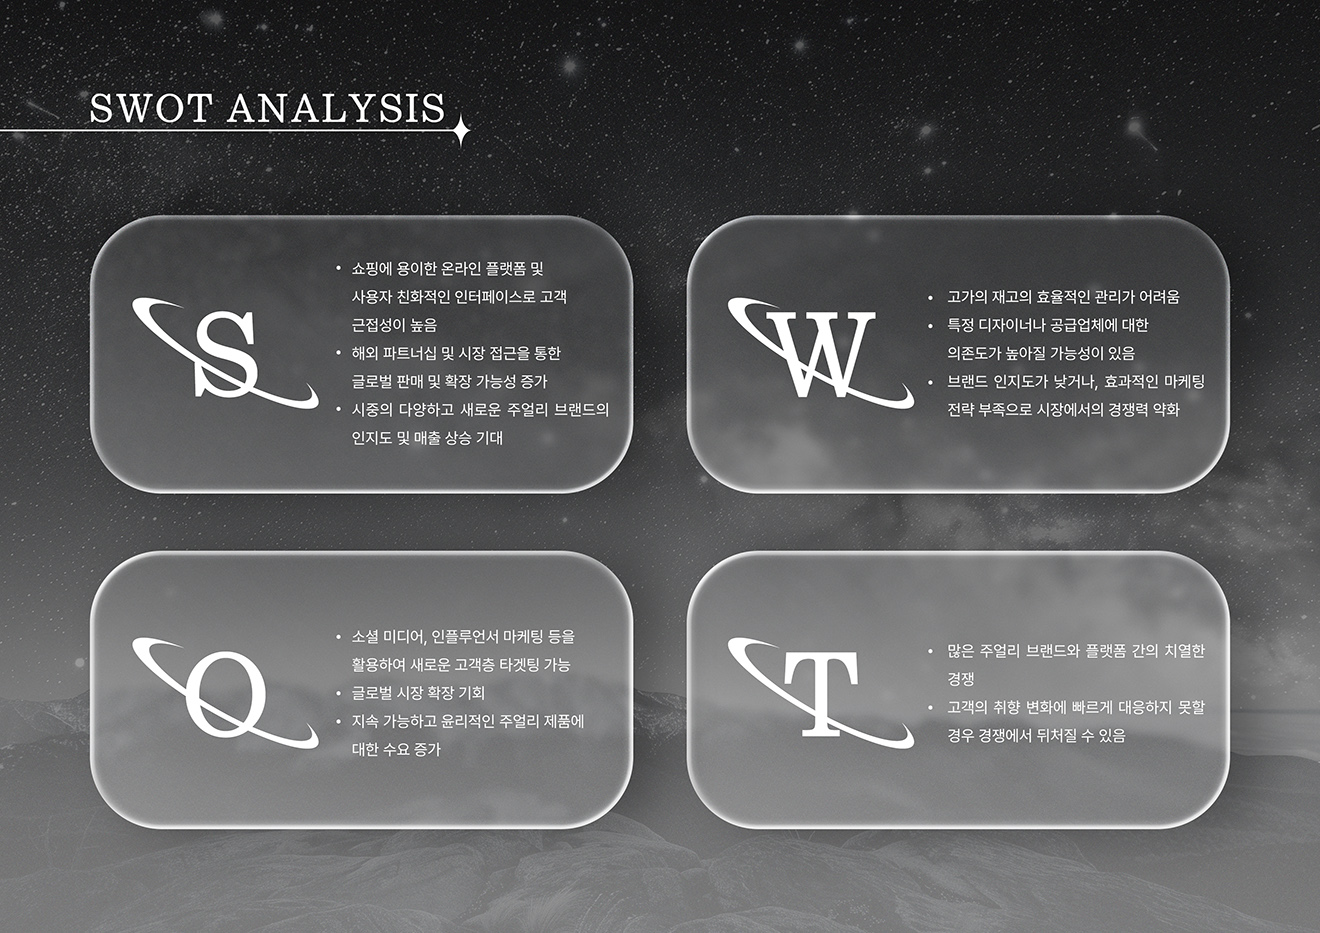 SWOT ANALYSIS
S
• 쇼핑에 용이한 온라인 플랫폼 및
사용자 친화적인 인터페이스로 고객
근접성이 높음
• 해외 파트너십 및 시장 접근을 통한
글로벌 판매 및 확장 가능성 증가
• 시중의 다양하고 새로운 주얼리 브랜드의
인지도 및 매출 상승 기대
W
• 고가의 재고의 효율적인 관리가 어려움
• 특정 디자이너나 공급업체에 대한
의존도가 높아질 가능성이 있음
• 브랜드 인지도가 낮거나, 효과적인 마케팅
전략 부족으로 시장에서의 경쟁력 약화
O
• 소셜 미디어, 인플루언서 마케팅 등을
활용하여 새로운 고객층 타겟팅 가능
• 글로벌 시장 확장 기회
• 지속 가능하고 윤리적인 주얼리 제품에
대한 수요 증가
T
• 많은 주얼리 브랜드와 플랫폼 간의 치열한
경쟁
• 고객의 취향 변화에 빠르게 대응하지 못할
경우 경쟁에서 뒤처질 수 있음